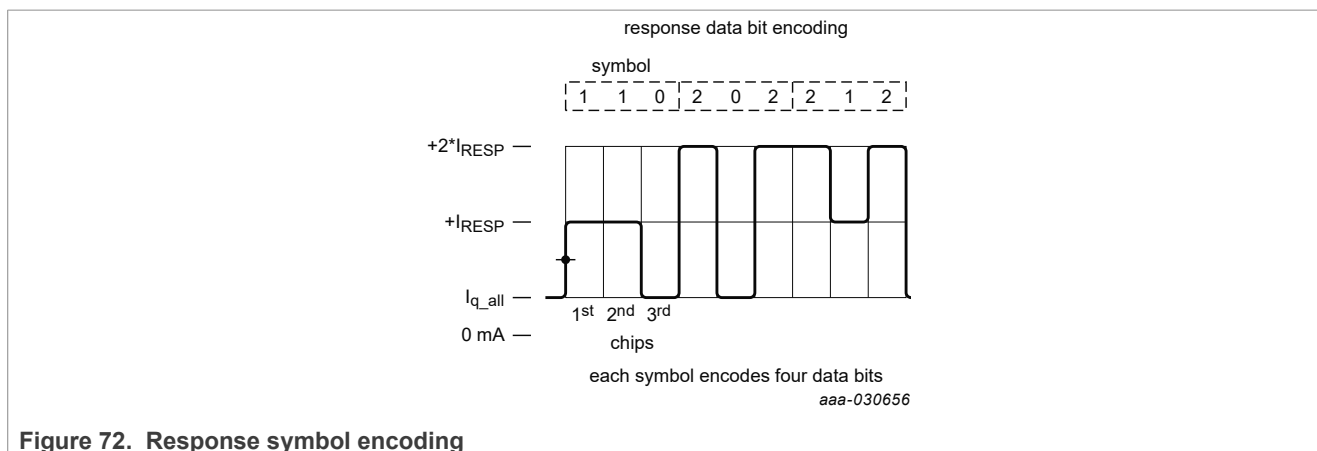 response data bit encoding
symbol
1 1 0 2 0 2 2 1 2
+2*IRESP
+IRESP
Iq_all
1st 2nd 3rd
0 mA
chips
each symbol encodes four data bits
aaa-030656
Figure 72. Response symbol encoding